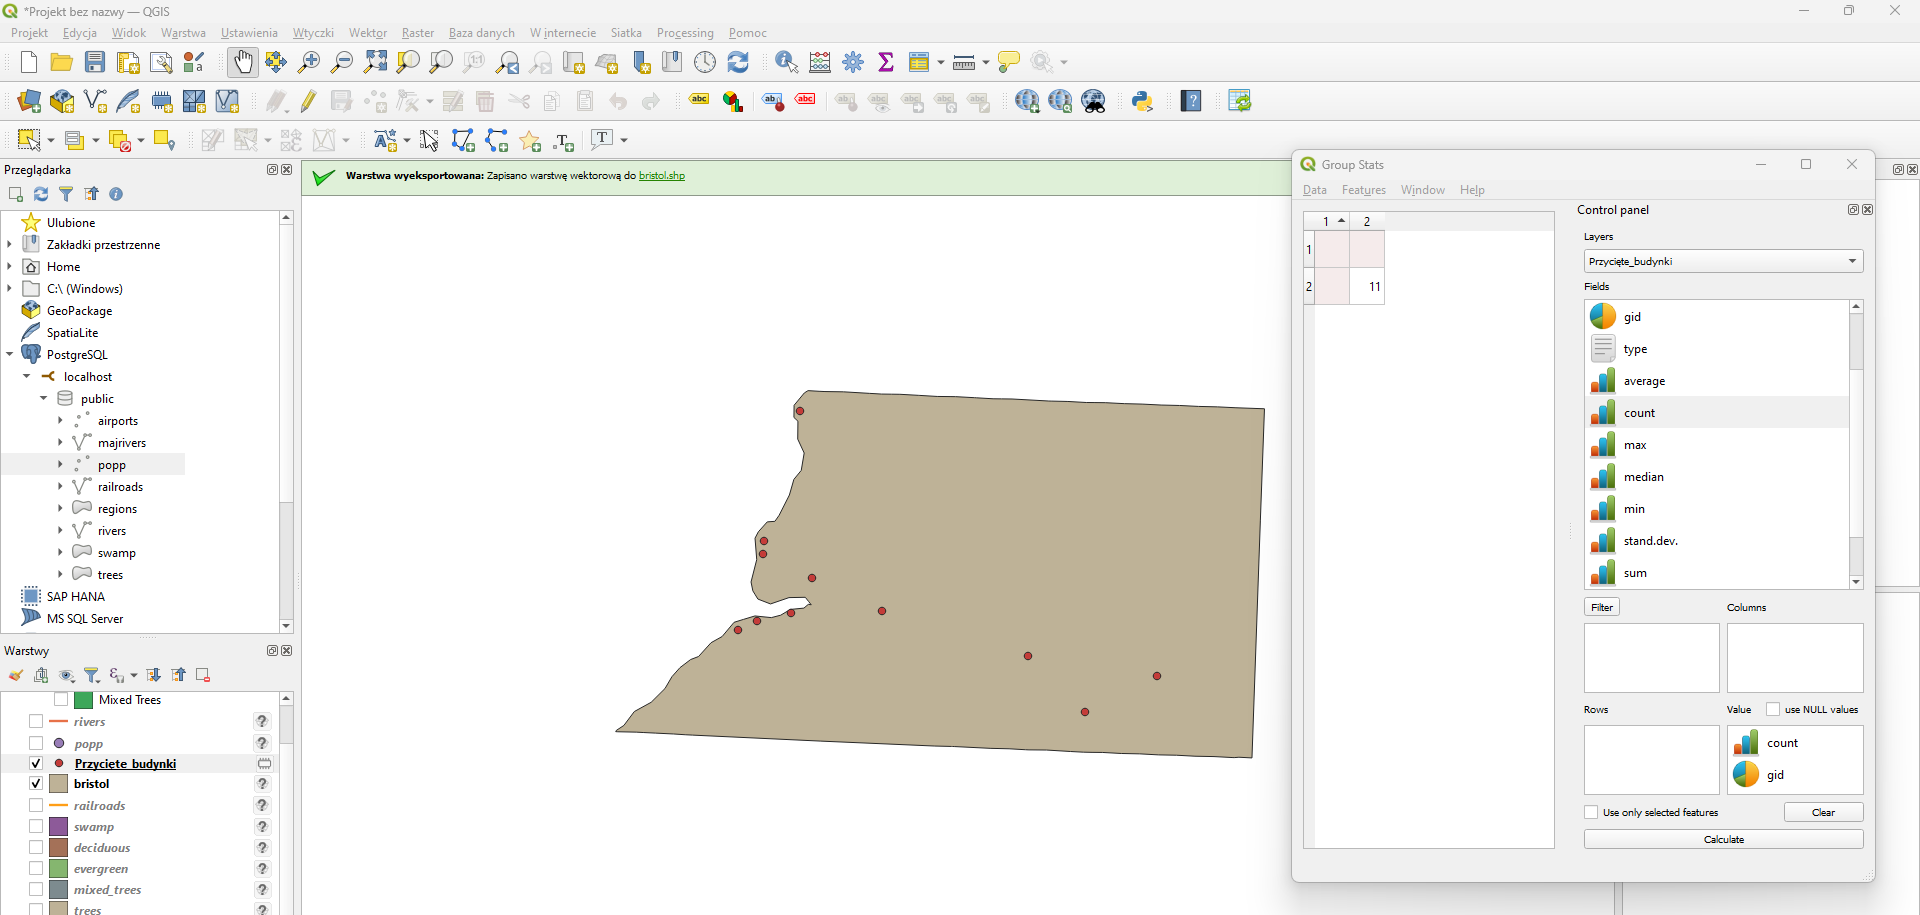 *Projekt bez nazwy — QGIS
Projekt Edycja Widok Warstwa Ustawienia Wtyczki Wektor Raster Baza danych W internecie Siatka Processing Pomoc
Przeglądarka
Ulubione
Zakładki przestrzenne
Home
C:\ (Windows)
GeoPackage
SpatiaLite
PostgreSQL
localhost
public
airports
majrivers
popp
railroads
regions
rivers
swamp
trees
SAP HANA
MS SQL Server
Warstwy
Mixed Trees
rivers
popp
Przycięte_budynki
bristol
railroads
swamp
deciduous
evergreen
mixed_trees
trees
Warstwa wyeksportowana: Zapisano warstwę wektorową do bristol.shp
Group Stats
Data Features Window Help
1 2
1
2 11
Control panel
Layers
Przycięte_budynki
Fields
gid
type
average
count
max
median
min
stand.dev.
sum
Filter Columns
Rows Value use NULL values
count
gid
Use only selected features Clear
Calculate